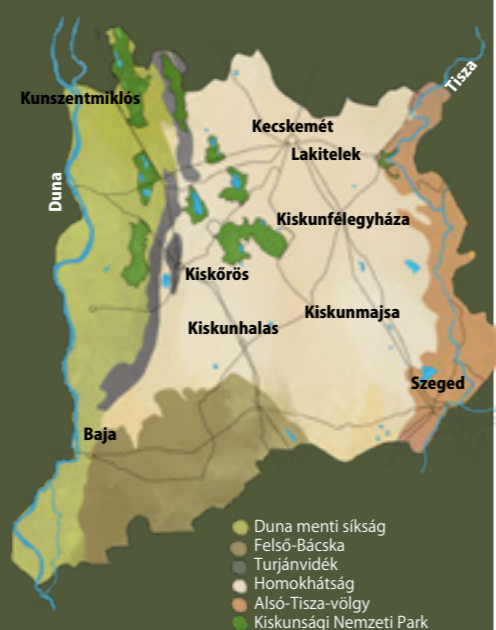 Tisza
Kunszentmiklós
Kecskemét
Lakitelek
Duna
Kiskunfélegyháza
Kiskőrös
Kiskunmajsa
Kiskunhalas
Szeged
Baja
Duna menti síkság
Felső-Bácska
Turjánvidék
Homokhátság
Alsó-Tisza-völgy
Kiskunsági Nemzeti Park